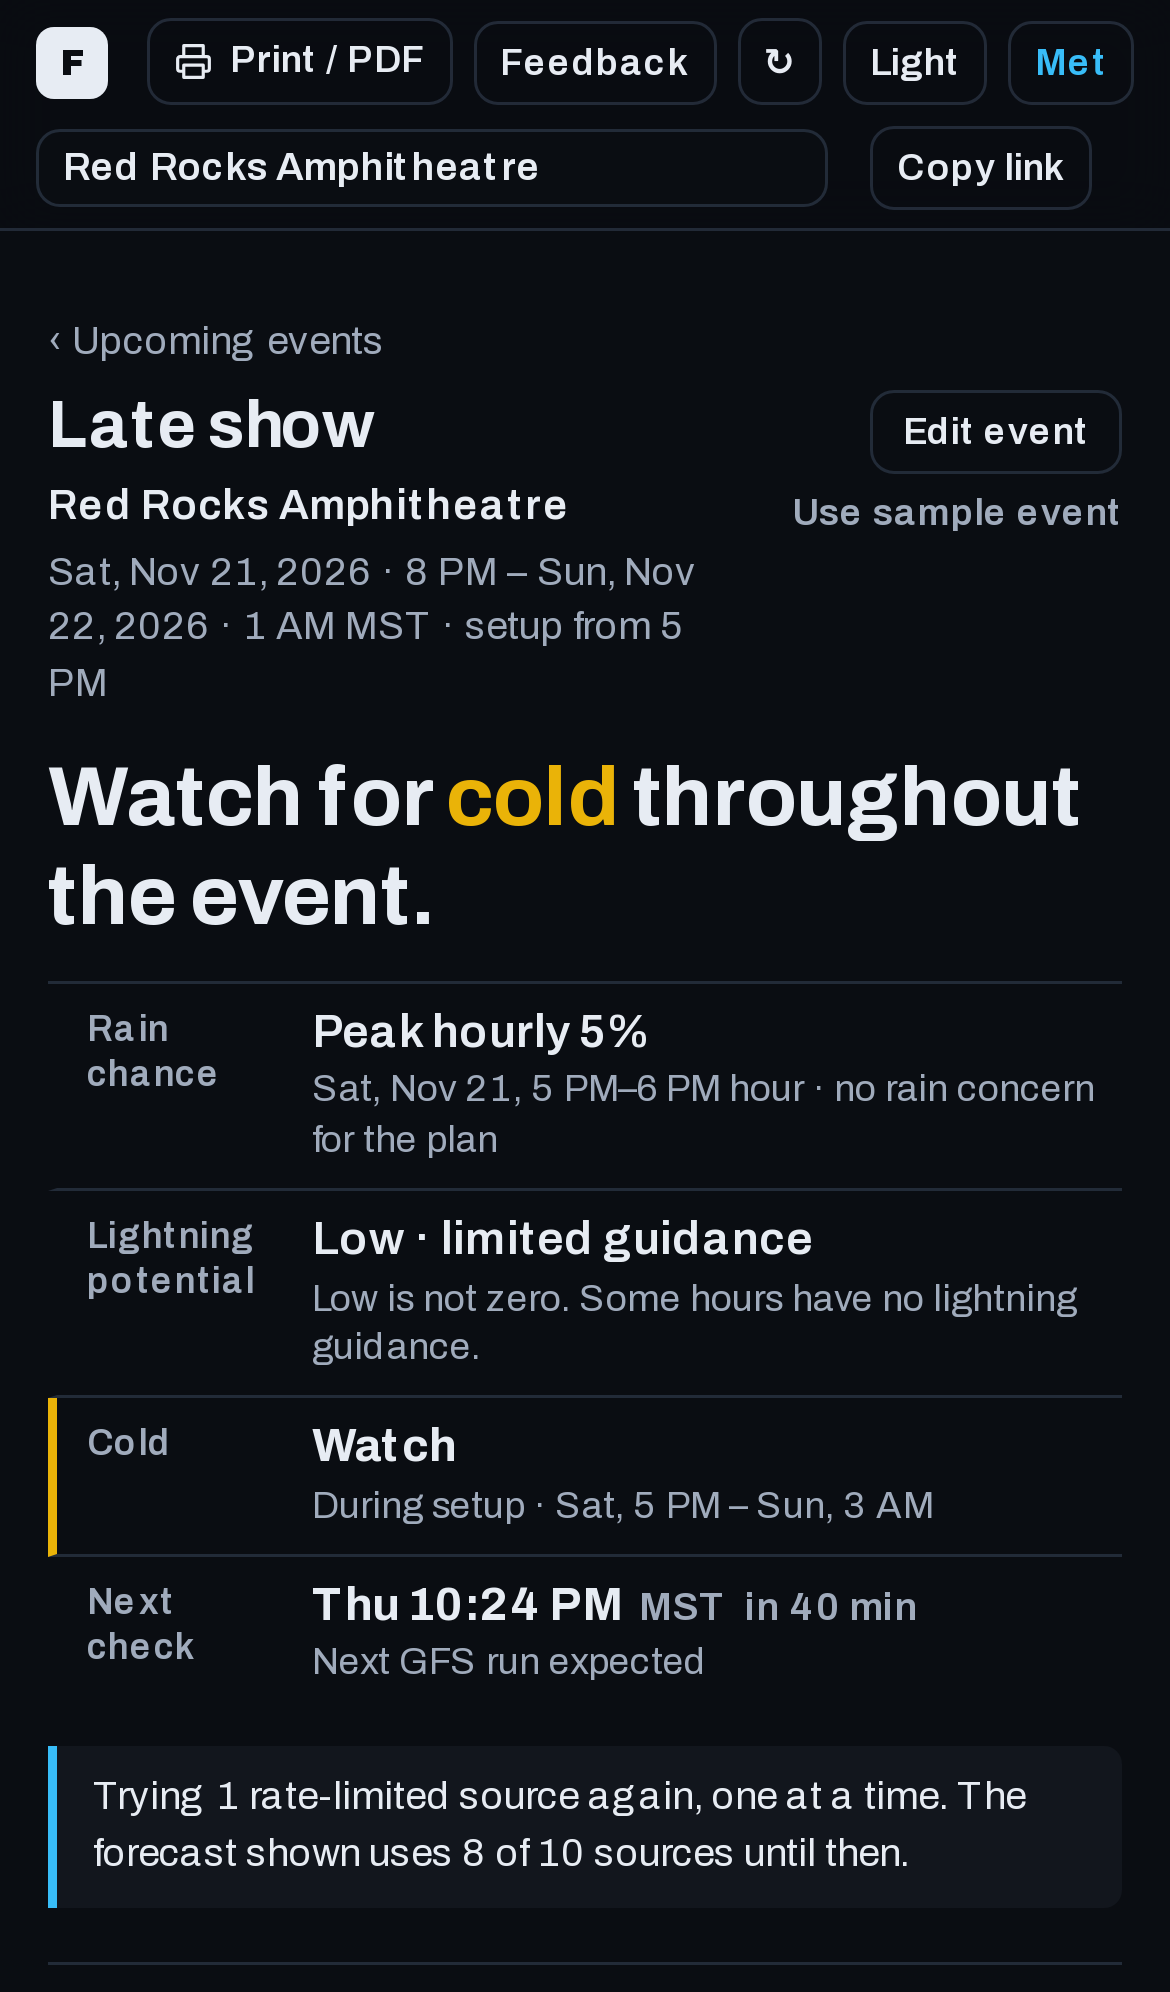 F
Print / PDF
Feedback
↻
Light
Met
Red Rocks Amphitheatre
Copy link
‹ Upcoming events
Late show
Edit event
Red Rocks Amphitheatre
Use sample event
Sat, Nov 21, 2026 · 8 PM – Sun, Nov
22, 2026 · 1 AM MST · setup from 5
PM
Watch for cold throughout
the event.
Rain
chance
Peak hourly 5%
Sat, Nov 21, 5 PM–6 PM hour · no rain concern
for the plan
Lightning
potential
Low · limited guidance
Low is not zero. Some hours have no lightning
guidance.
Cold
Watch
During setup · Sat, 5 PM – Sun, 3 AM
Next
check
Thu 10:24 PM MST in 40 min
Next GFS run expected
Trying 1 rate-limited source again, one at a time. The
forecast shown uses 8 of 10 sources until then.